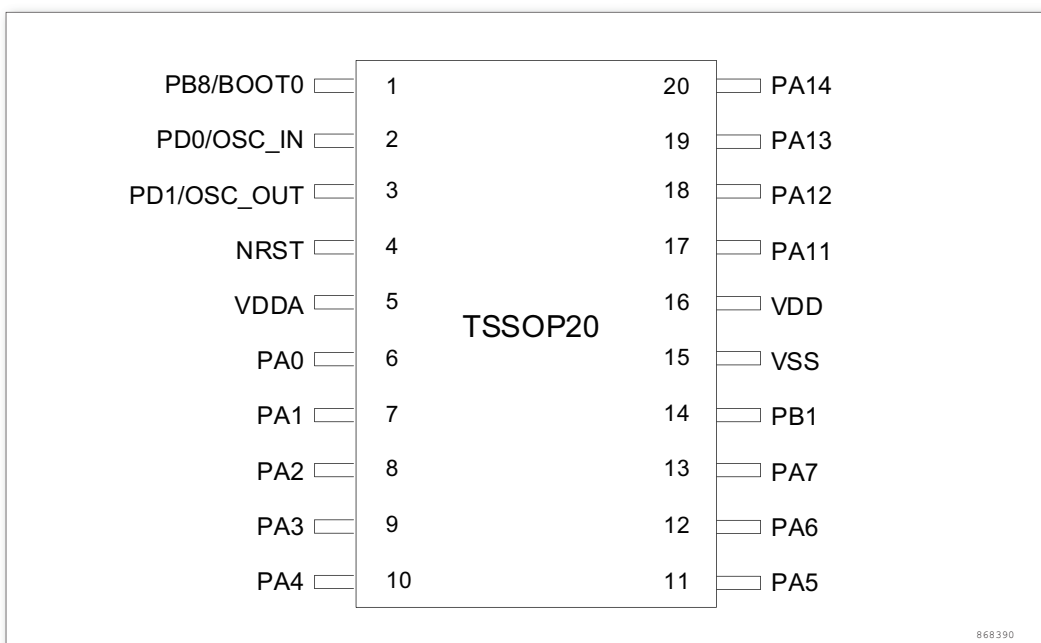 PB8/BOOT0 1 20 PA14
PD0/OSC_IN 2 19 PA13
PD1/OSC_OUT 3 18 PA12
NRST 4 17 PA11
VDDA 5 16 VDD
TSSOP20
PA0 6 15 VSS
PA1 7 14 PB1
PA2 8 13 PA7
PA3 9 12 PA6
PA4 10 11 PA5
868390